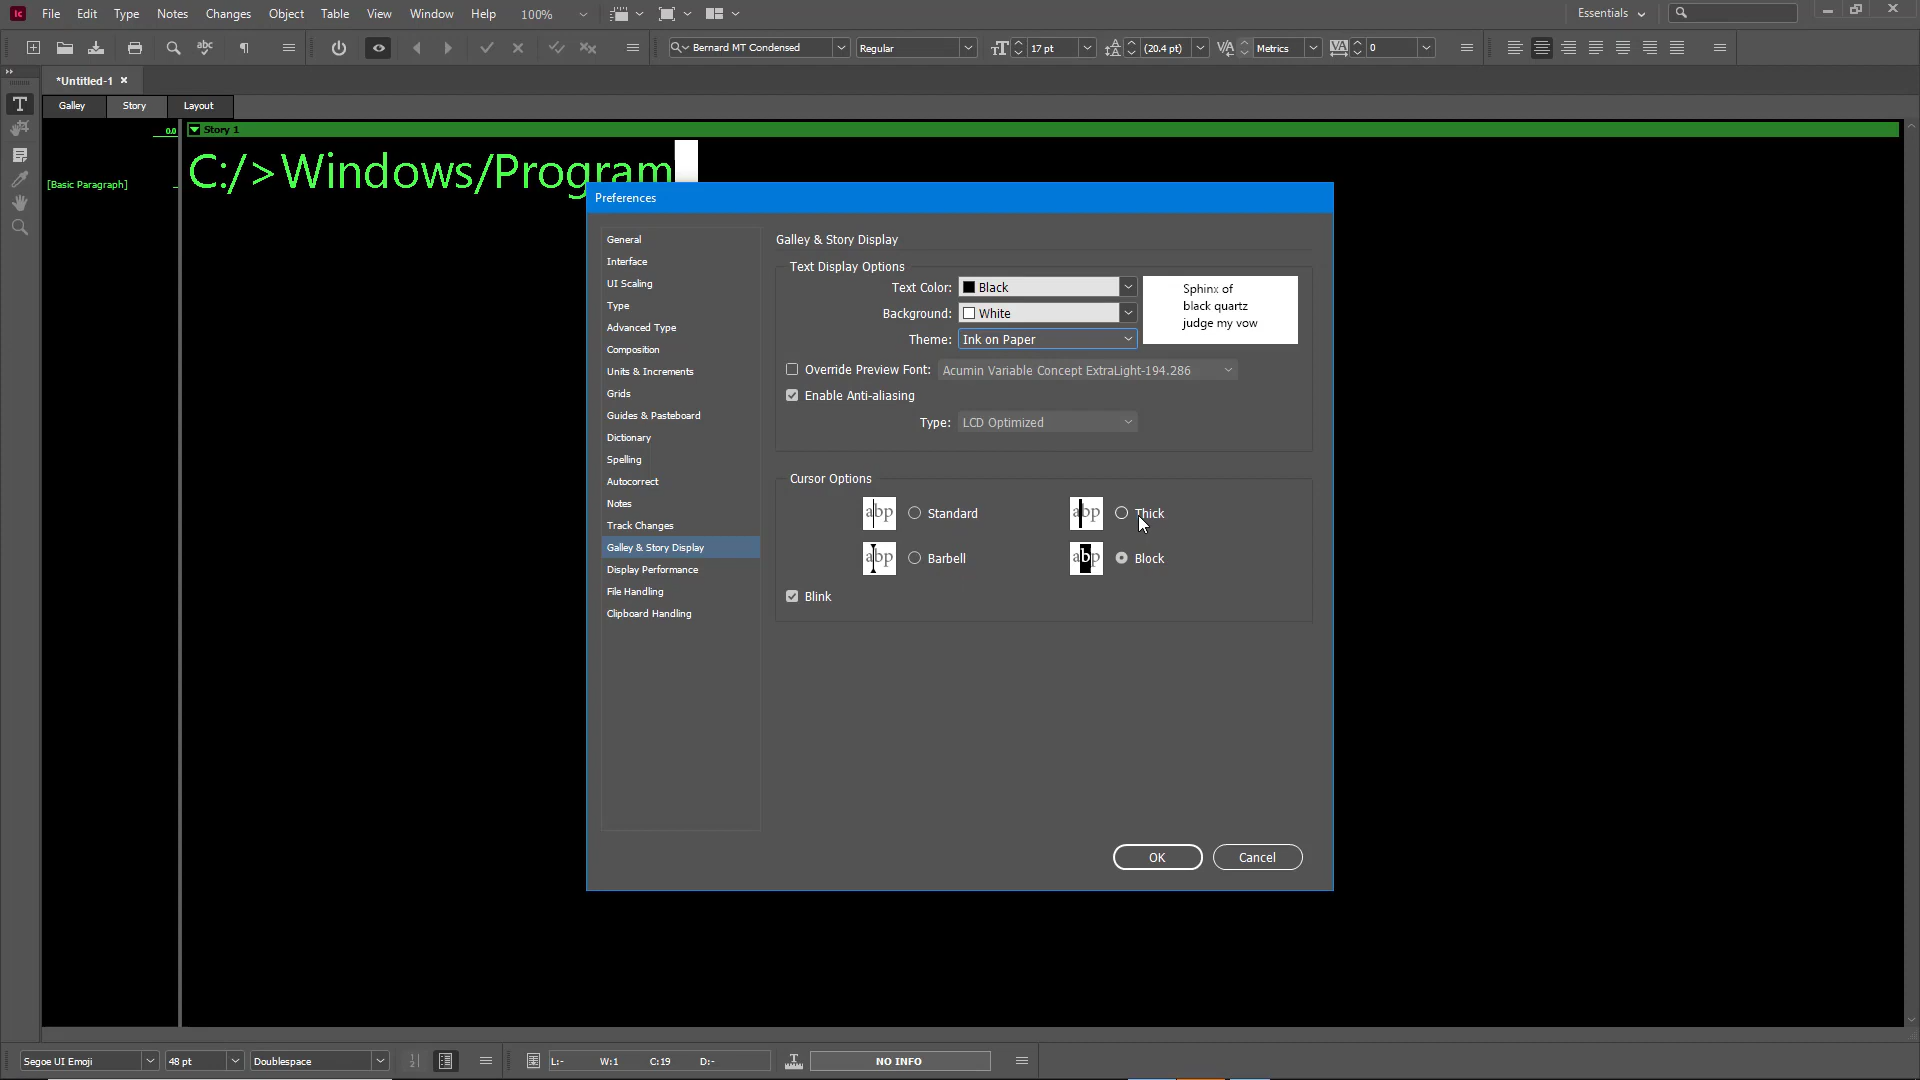 Ic File Edit Type Notes Changes Object Table View Window Help 100% Essentials
abc Bernard MT Condensed Regular 17 pt (20.4 pt) Metrics 0
*Untitled-1
Galley Story Layout
0.0 Story 1
[Basic Paragraph] C:/>Windows/Program
Preferences
General
Interface
UI Scaling
Type
Advanced Type
Composition
Units & Increments
Grids
Guides & Pasteboard
Dictionary
Spelling
Autocorrect
Notes
Track Changes
Galley & Story Display
Display Performance
File Handling
Clipboard Handling
Galley & Story Display
Text Display Options
Text Color: Black
Background: White
Theme: Ink on Paper
Sphinx of
black quartz
judge my vow
Override Preview Font: Acumin Variable Concept ExtraLight-194.286
Enable Anti-aliasing
Type: LCD Optimized
Cursor Options
abp Standard abp Thick
abp Barbell abp Block
Blink
OK Cancel
Segoe UI Emoji 48 pt Doublespace L:- W:1 C:19 D:- NO INFO